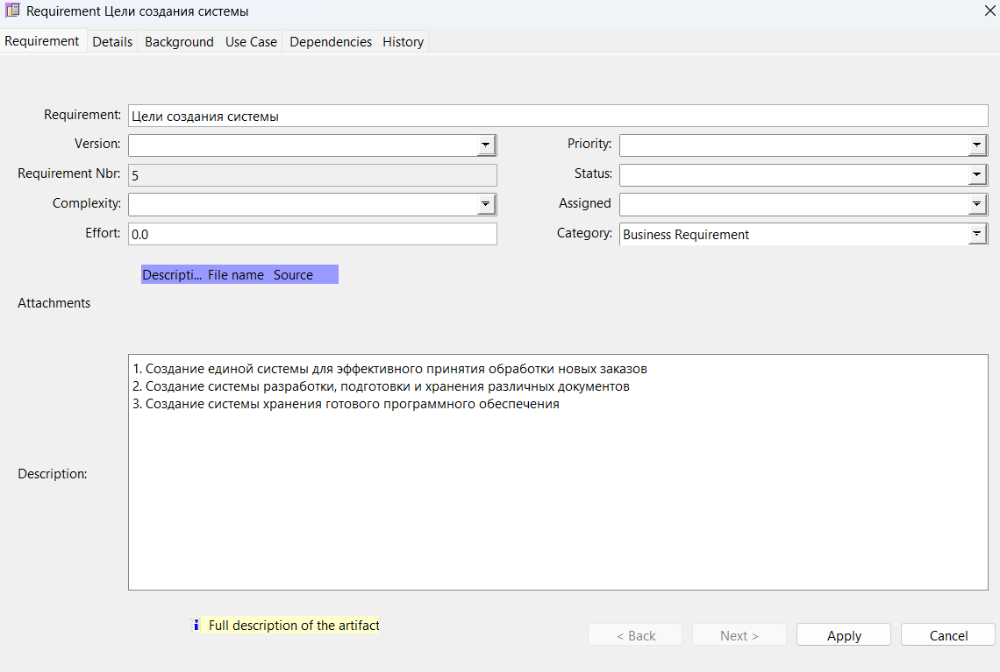 Requirement Цели создания системы
Requirement Details Background Use Case Dependencies History
Requirement: Цели создания системы
Version: Priority:
Requirement Nbr: 5 Status:
Complexity: Assigned
Effort: 0.0 Category: Business Requirement
Descripti... File name Source
Attachments
1. Создание единой системы для эффективного принятия обработки новых заказов
2. Создание системы разработки, подготовки и хранения различных документов
3. Создание системы хранения готового программного обеспечения
Description:
Full description of the artifact
< Back Next > Apply Cancel